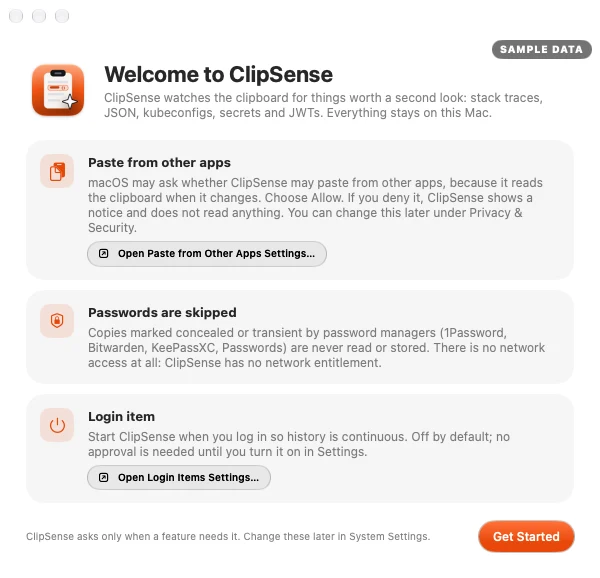 SAMPLE DATA
Welcome to ClipSense
ClipSense watches the clipboard for things worth a second look: stack traces,
JSON, kubeconfigs, secrets and JWTs. Everything stays on this Mac.
Paste from other apps
macOS may ask whether ClipSense may paste from other apps, because it reads
the clipboard when it changes. Choose Allow. If you deny it, ClipSense shows a
notice and does not read anything. You can change this later under Privacy &
Security.
Open Paste from Other Apps Settings...
Passwords are skipped
Copies marked concealed or transient by password managers (1Password,
Bitwarden, KeePassXC, Passwords) are never read or stored. There is no network
access at all: ClipSense has no network entitlement.
Login item
Start ClipSense when you log in so history is continuous. Off by default; no
approval is needed until you turn it on in Settings.
Open Login Items Settings...
ClipSense asks only when a feature needs it. Change these later in System Settings.
Get Started